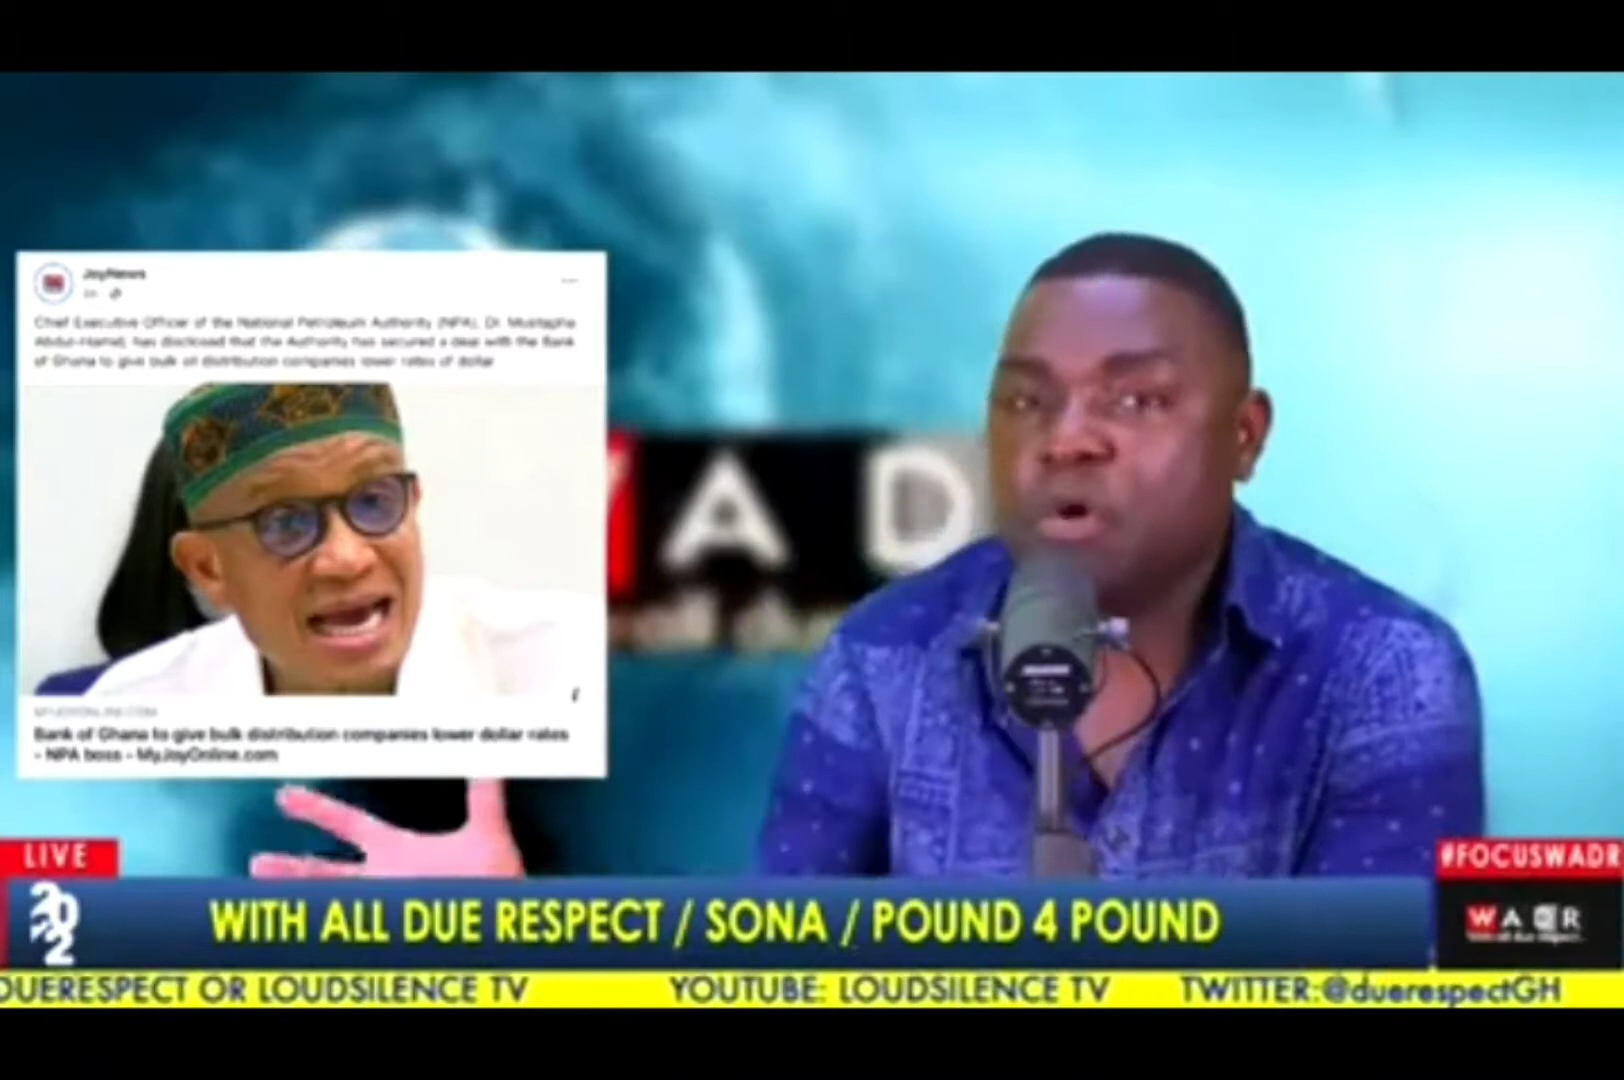 JoyNews
Chief Executive Officer of the National Petroleum Authority (NPA), Dr. Mustapha
Abdul-Hamid, has disclosed that the Authority has secured a deal with the Bank
of Ghana to give bulk oil distribution companies lower rates of dollar
MYJOYONLINE.COM
Bank of Ghana to give bulk distribution companies lower dollar rates
- NPA boss - MyJoyOnline.com
ADR
LIVE
#FOCUSWADR
WITH ALL DUE RESPECT / SONA / POUND 4 POUND
WADR
DUERESPECT OR LOUDSILENCE TV YOUTUBE: LOUDSILENCE TV TWITTER:@duerespectGH